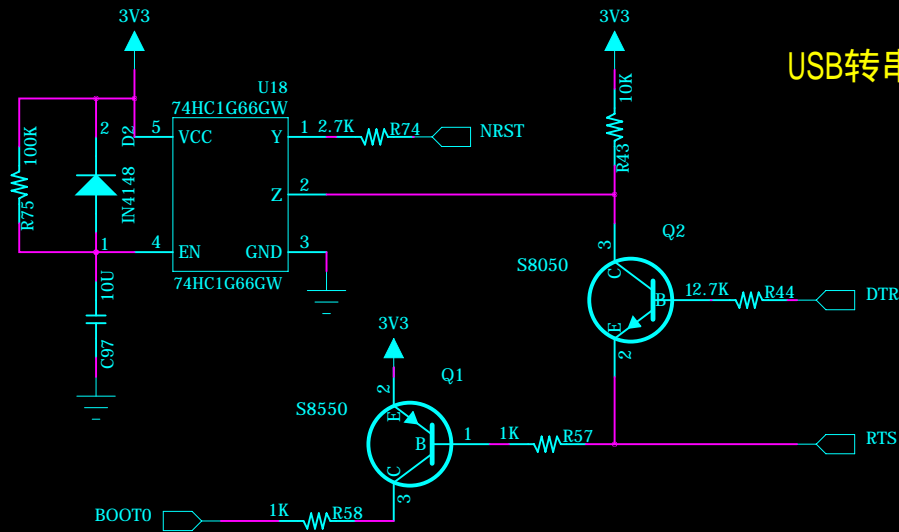 3V3
3V3
USB转
U18
74HC1G66GW
10K
R43
100K
R75
2
D2
IN4148
1
5
VCC
Y
1
2.7K
R74
NRST
Z
2
4
EN
GND
3
74HC1G66GW
10U
C97
3
Q2
S8050
C
B
E
1
2.7K
R44
DTR
2
3V3
Q1
2
S8550
E
B
C
1
1K
R57
RTS
3
BOOT0
1K
R58